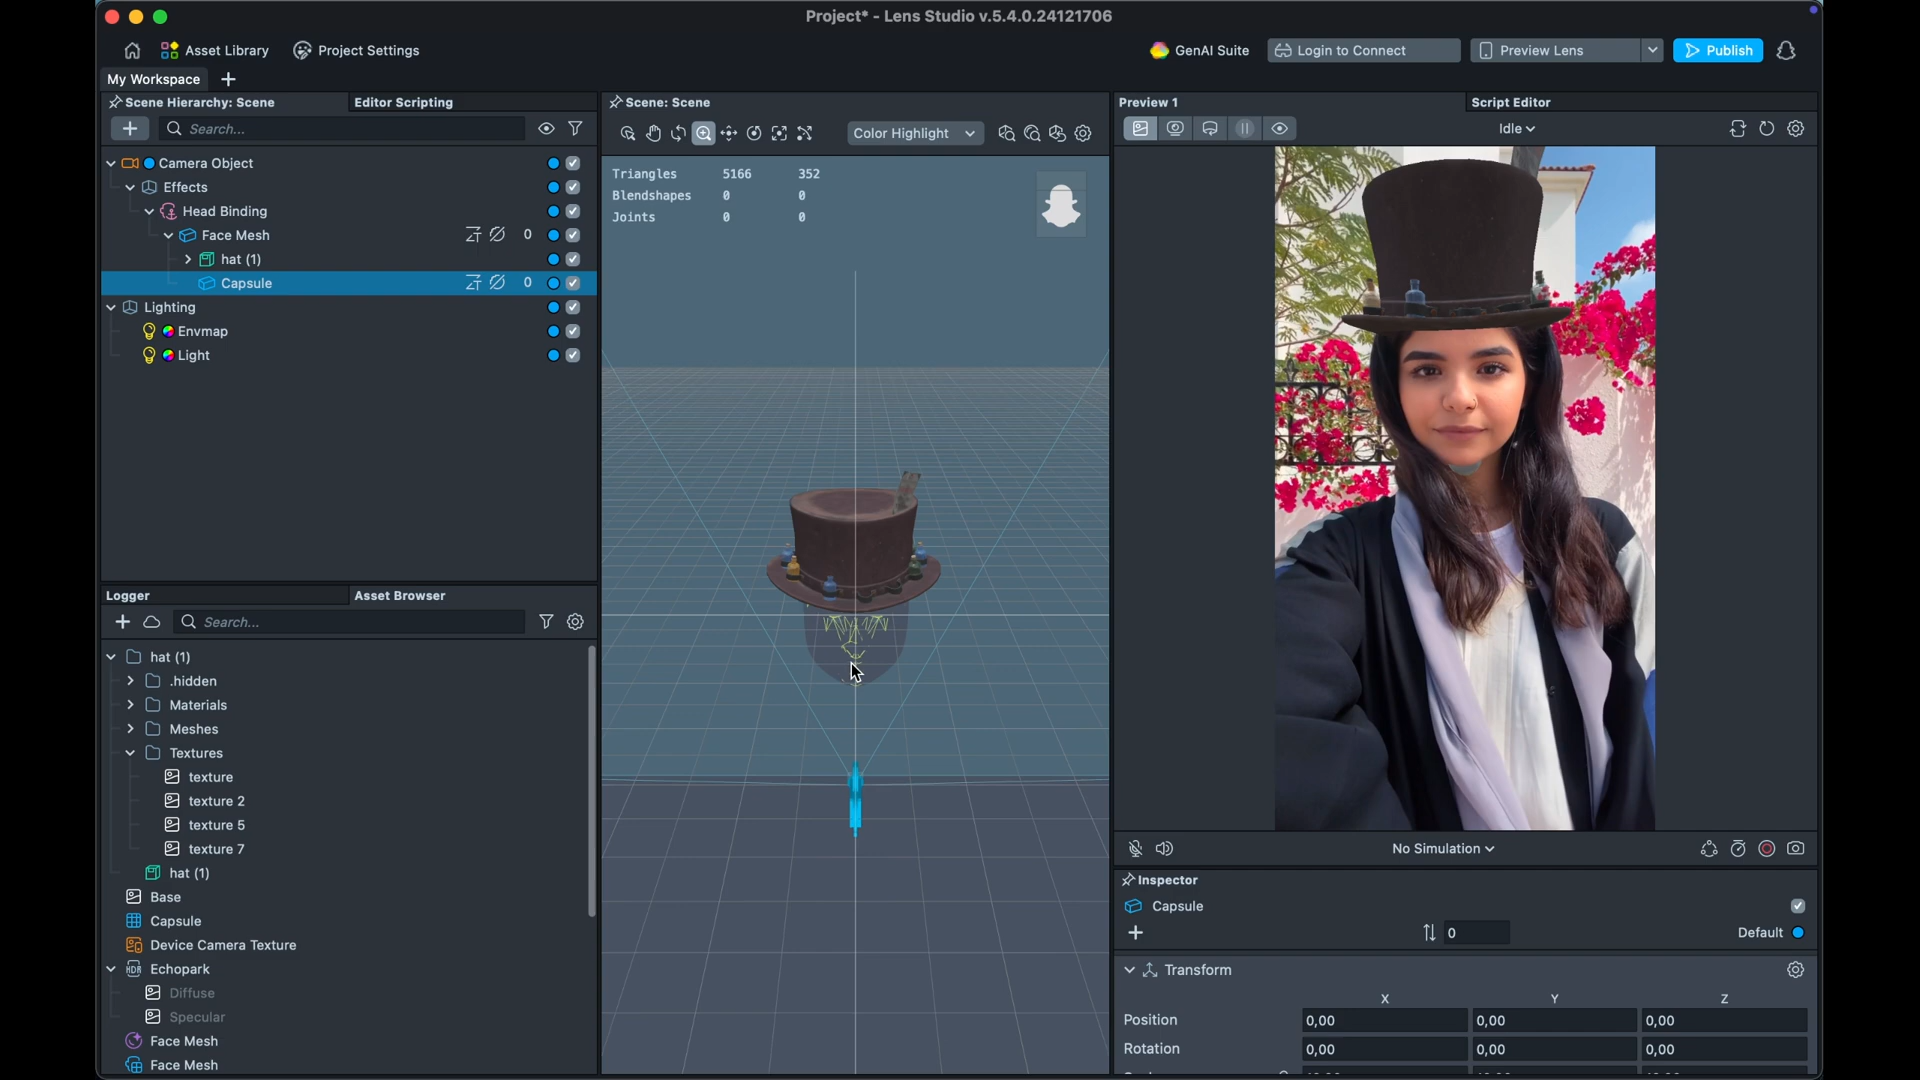 Project* - Lens Studio v.5.4.0.24121706
Asset Library
Project Settings
GenAI Suite
Login to Connect
Preview Lens
Publish
My Workspace
Scene Hierarchy: Scene
Editor Scripting
Search...
Camera Object
Effects
Head Binding
Face Mesh 0
hat (1)
Capsule 0
Lighting
Envmap
Light
Logger
Asset Browser
Search...
hat (1)
.hidden
Materials
Meshes
Textures
texture
texture 2
texture 5
texture 7
hat (1)
Base
Capsule
Device Camera Texture
HDR Echopark
Diffuse
Specular
Face Mesh
Face Mesh
Scene: Scene
Color Highlight
Triangles 5166 352
Blendshapes 0 0
Joints 0 0
Preview 1
Script Editor
Idle
No Simulation
Inspector
Capsule
0
Default
Transform
X Y Z
Position 0,00 0,00 0,00
Rotation 0,00 0,00 0,00